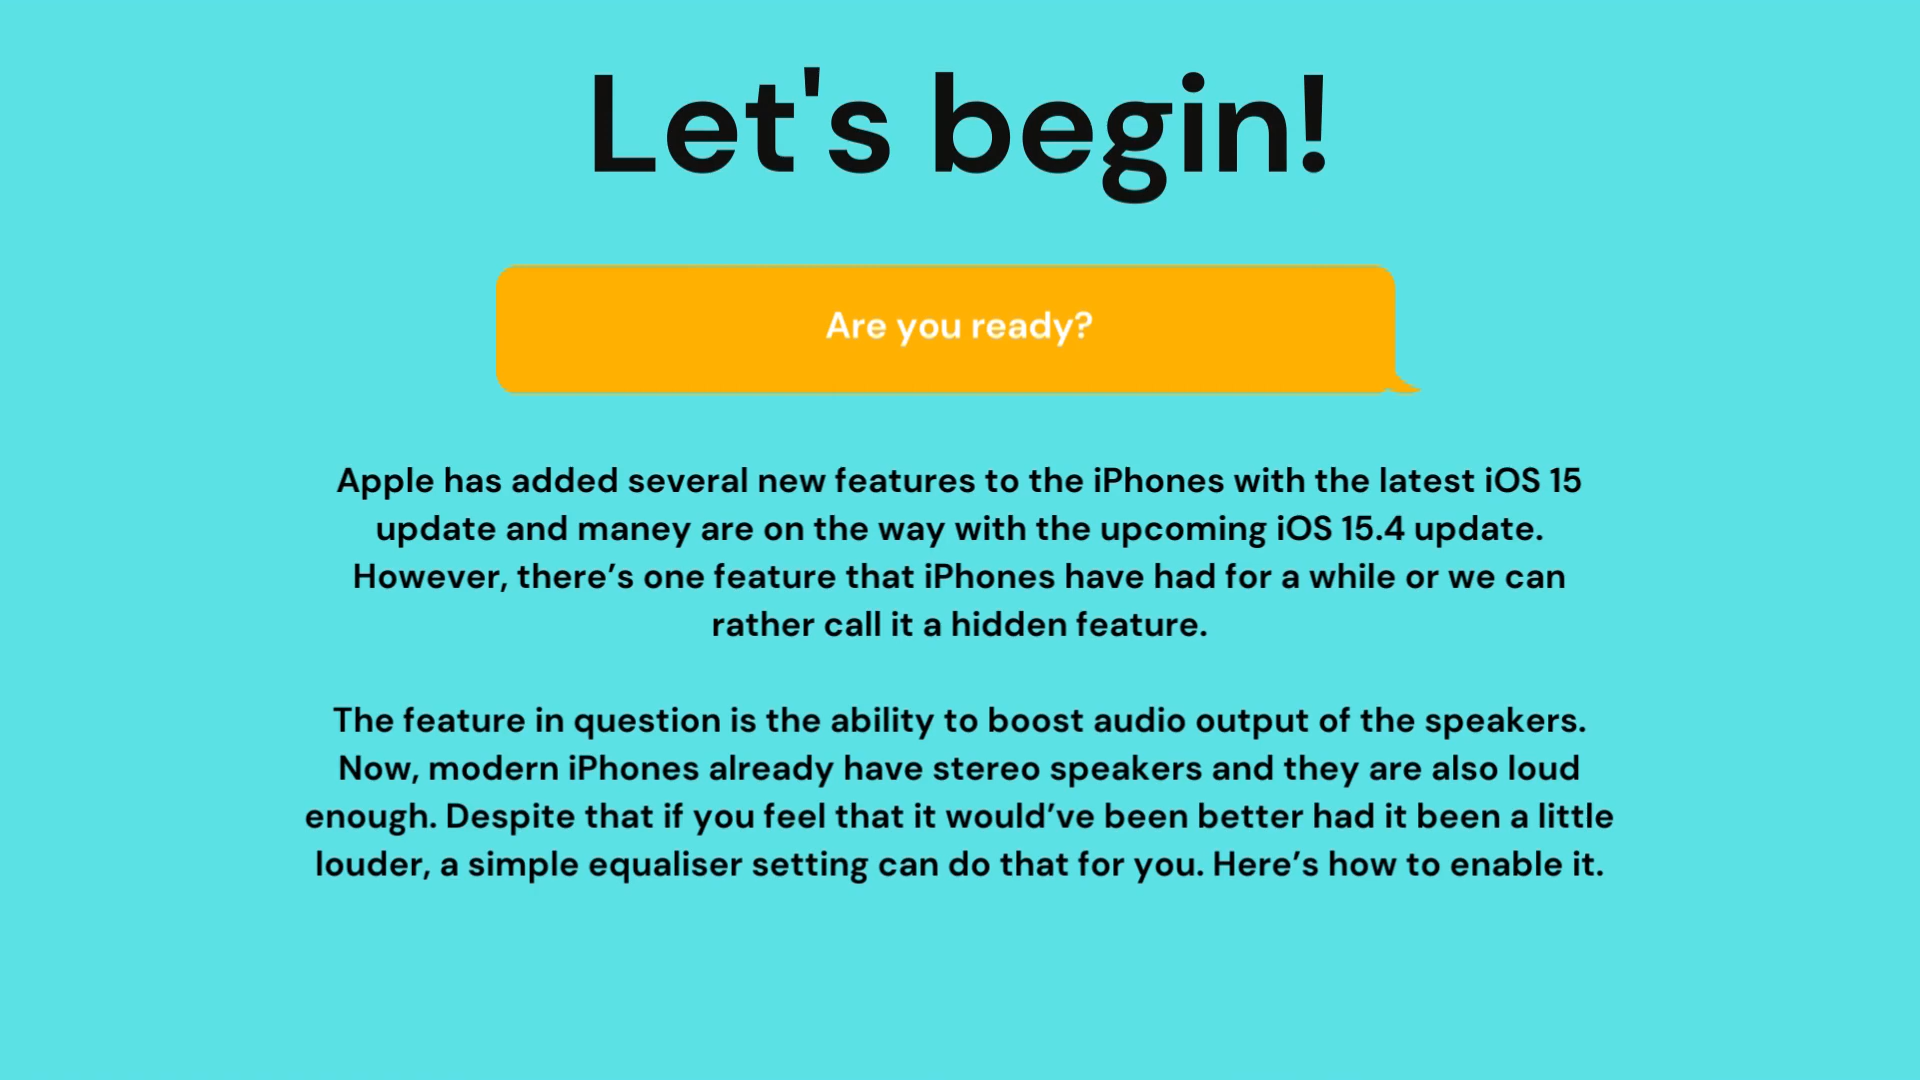 Let's begin!
Are you ready?
Apple has added several new features to the iPhones with the latest iOS 15
update and maney are on the way with the upcoming iOS 15.4 update.
However, there’s one feature that iPhones have had for a while or we can
rather call it a hidden feature.
The feature in question is the ability to boost audio output of the speakers.
Now, modern iPhones already have stereo speakers and they are also loud
enough. Despite that if you feel that it would’ve been better had it been a little
louder, a simple equaliser setting can do that for you. Here’s how to enable it.